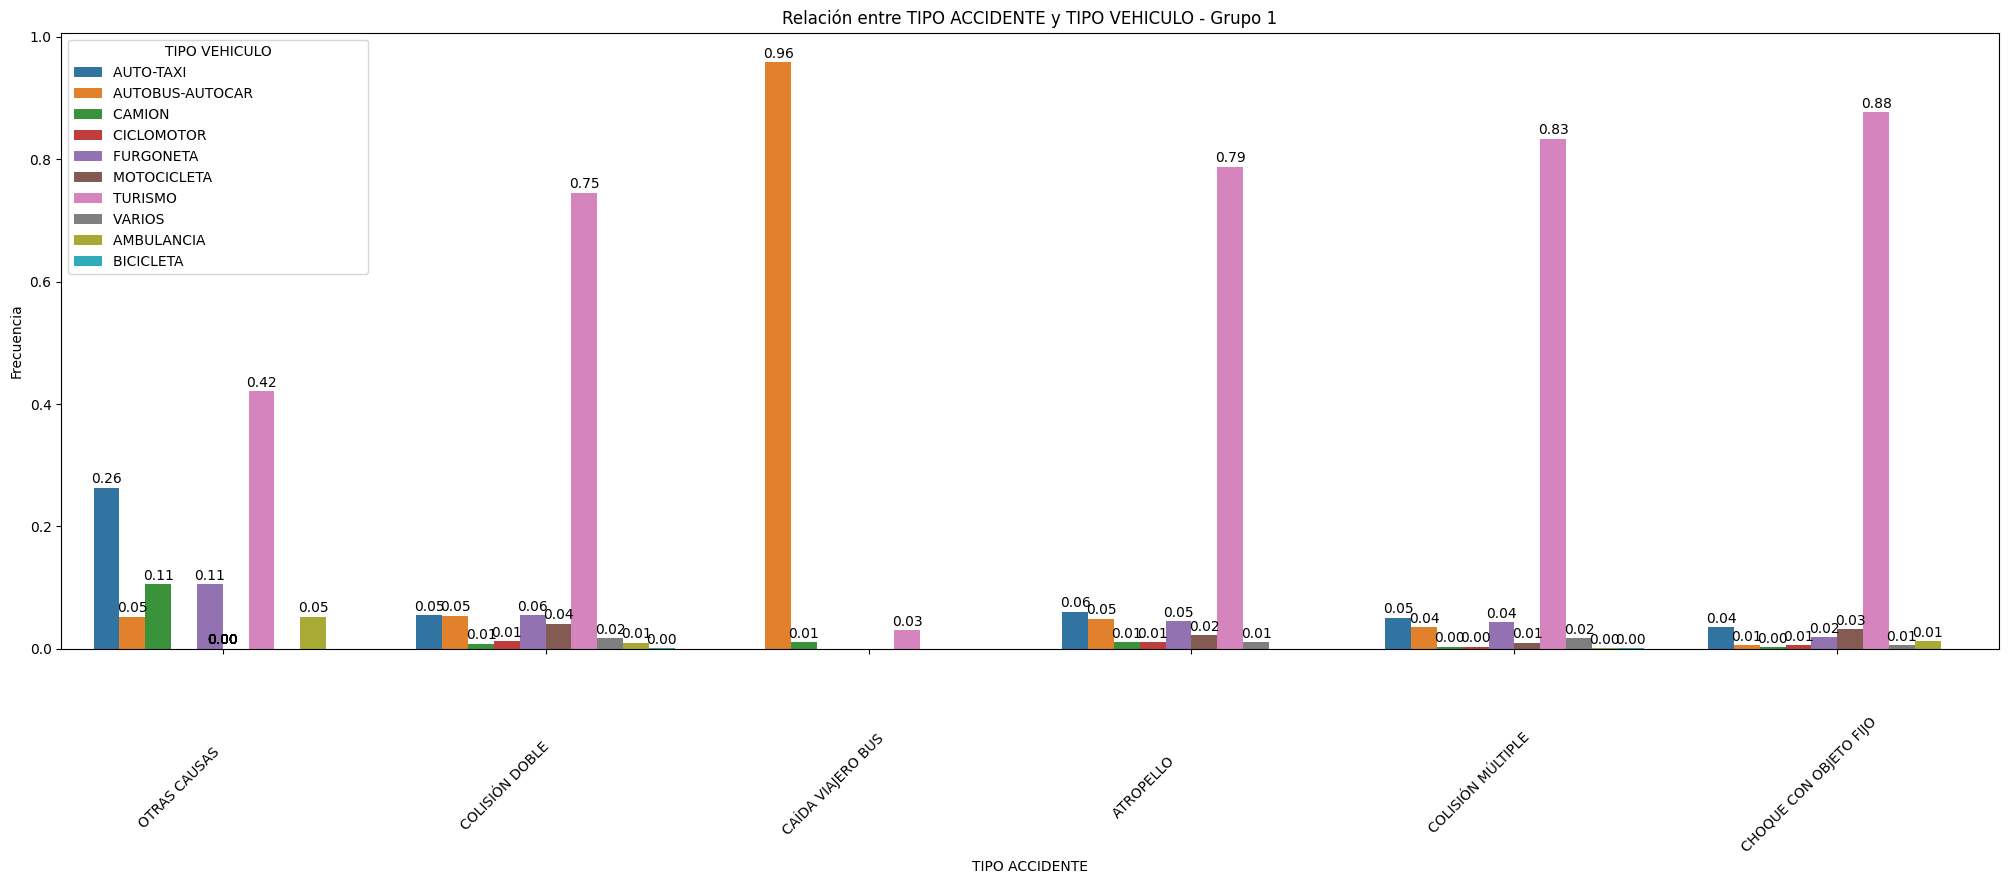 Relación entre TIPO ACCIDENTE y TIPO VEHICULO - Grupo 1
1.0
0.8
0.6
0.4
0.2
0.0
Frecuencia
TIPO VEHICULO
AUTO-TAXI
AUTOBUS-AUTOCAR
CAMION
CICLOMOTOR
FURGONETA
MOTOCICLETA
TURISMO
VARIOS
AMBULANCIA
BICICLETA
0.26
0.05
0.11
0.11
0.00
0.42
0.05
0.05
0.05
0.01
0.01
0.06
0.04
0.75
0.02
0.01
0.00
0.96
0.01
0.03
0.06
0.05
0.01
0.01
0.05
0.02
0.79
0.01
0.05
0.04
0.00
0.00
0.04
0.01
0.83
0.02
0.00
0.00
0.04
0.01
0.00
0.01
0.02
0.03
0.88
0.01
0.01
OTRAS CAUSAS
COLISIÓN DOBLE
CAÍDA VIAJERO BUS
ATROPELLO
COLISIÓN MÚLTIPLE
CHOQUE CON OBJETO FIJO
TIPO ACCIDENTE